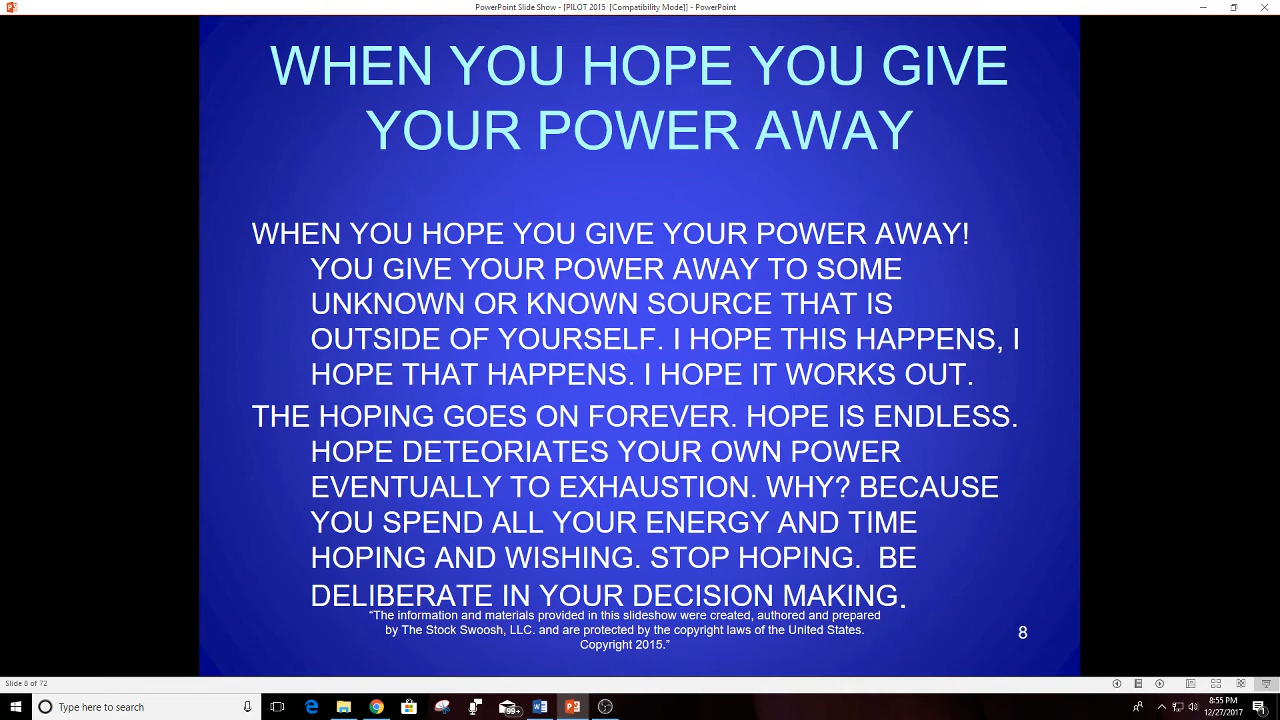 PowerPoint Slide Show - [PILOT 2015 [Compatibility Mode]] - PowerPoint
WHEN YOU HOPE YOU GIVE
YOUR POWER AWAY
WHEN YOU HOPE YOU GIVE YOUR POWER AWAY!
YOU GIVE YOUR POWER AWAY TO SOME
UNKNOWN OR KNOWN SOURCE THAT IS
OUTSIDE OF YOURSELF. I HOPE THIS HAPPENS, I
HOPE THAT HAPPENS. I HOPE IT WORKS OUT.
THE HOPING GOES ON FOREVER. HOPE IS ENDLESS.
HOPE DETEORIATES YOUR OWN POWER
EVENTUALLY TO EXHAUSTION. WHY? BECAUSE
YOU SPEND ALL YOUR ENERGY AND TIME
HOPING AND WISHING. STOP HOPING.  BE
DELIBERATE IN YOUR DECISION MAKING.
“The information and materials provided in this slideshow were created, authored and prepared
by The Stock Swoosh, LLC. and are protected by the copyright laws of the United States.
Copyright 2015.”
8
Slide 8 of 72
Type here to search
99+
8:55 PM
12/27/2017